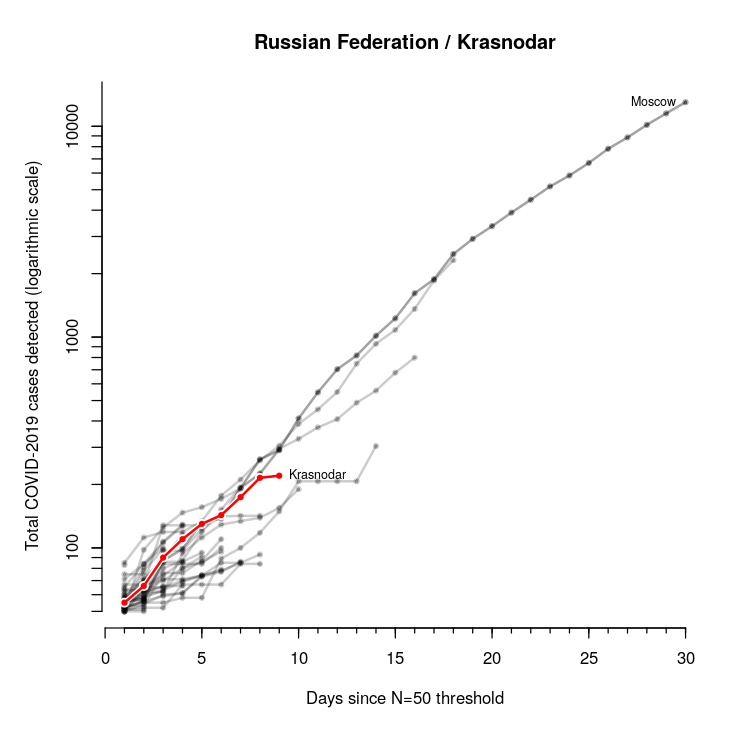 Russian Federation / Krasnodar
Total COVID-2019 cases detected (logarithmic scale)
10000
1000
100
Moscow
Krasnodar
0 5 10 15 20 25 30
Days since N=50 threshold